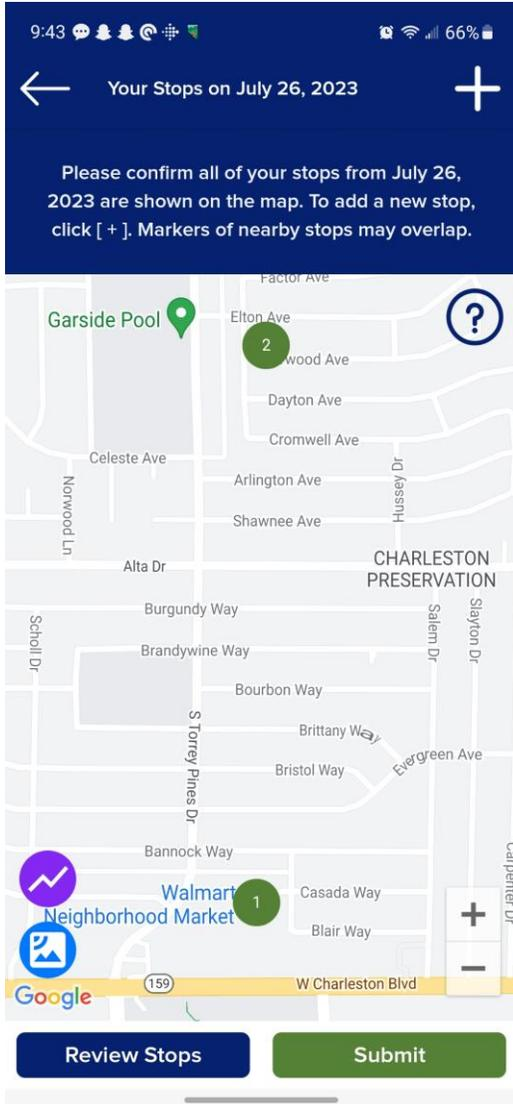 9:43
66%
Your Stops on July 26, 2023
Please confirm all of your stops from July 26,
2023 are shown on the map. To add a new stop,
click [ + ]. Markers of nearby stops may overlap.
Factor Ave
Garside Pool
Elton Ave
?
2
wood Ave
Dayton Ave
Cromwell Ave
Celeste Ave
Arlington Ave
Hussey Dr
Norwood Ln
Shawnee Ave
Alta Dr
CHARLESTON
PRESERVATION
Burgundy Way
Scholl Dr
Salem Dr
Slayton Dr
Brandywine Way
Bourbon Way
S Torrey Pines Dr
Brittany Way
Evergreen Ave
Bristol Way
Bannock Way
Carpenter Dr
Walmart
Neighborhood Market
1
Casada Way
Blair Way
+
−
Google
159
W Charleston Blvd
Review Stops
Submit